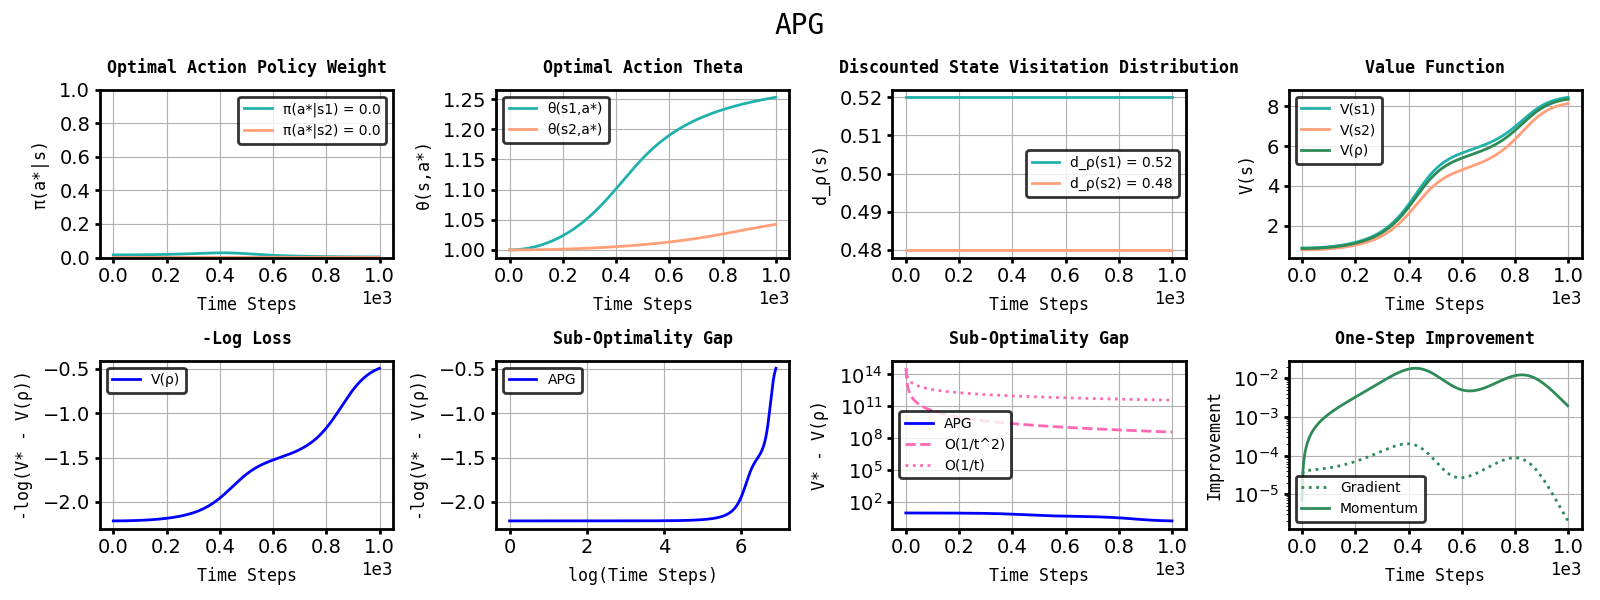 APG
Optimal Action Policy Weight
π(a*|s)
1.0
0.8
0.6
0.4
0.2
0.0
π(a*|s1) = 0.0
π(a*|s2) = 0.0
0.0 0.2 0.4 0.6 0.8 1.0
1e3
Time Steps
Optimal Action Theta
θ(s,a*)
1.25
1.20
1.15
1.10
1.05
1.00
θ(s1,a*)
θ(s2,a*)
0.0 0.2 0.4 0.6 0.8 1.0
1e3
Time Steps
Discounted State Visitation Distribution
d_ρ(s)
0.52
0.51
0.50
0.49
0.48
d_ρ(s1) = 0.52
d_ρ(s2) = 0.48
0.0 0.2 0.4 0.6 0.8 1.0
1e3
Time Steps
Value Function
V(s)
8
6
4
2
V(s1)
V(s2)
V(ρ)
0.0 0.2 0.4 0.6 0.8 1.0
1e3
Time Steps
-Log Loss
-log(V* - V(ρ))
−0.5
−1.0
−1.5
−2.0
V(ρ)
0.0 0.2 0.4 0.6 0.8 1.0
1e3
Time Steps
Sub-Optimality Gap
-log(V* - V(ρ))
−0.5
−1.0
−1.5
−2.0
APG
0 2 4 6
log(Time Steps)
Sub-Optimality Gap
V* - V(ρ)
10^14
10^11
10^8
10^5
10^2
APG
O(1/t^2)
O(1/t)
0.0 0.2 0.4 0.6 0.8 1.0
1e3
Time Steps
One-Step Improvement
Improvement
10^−2
10^−3
10^−4
10^−5
Gradient
Momentum
0.0 0.2 0.4 0.6 0.8 1.0
1e3
Time Steps